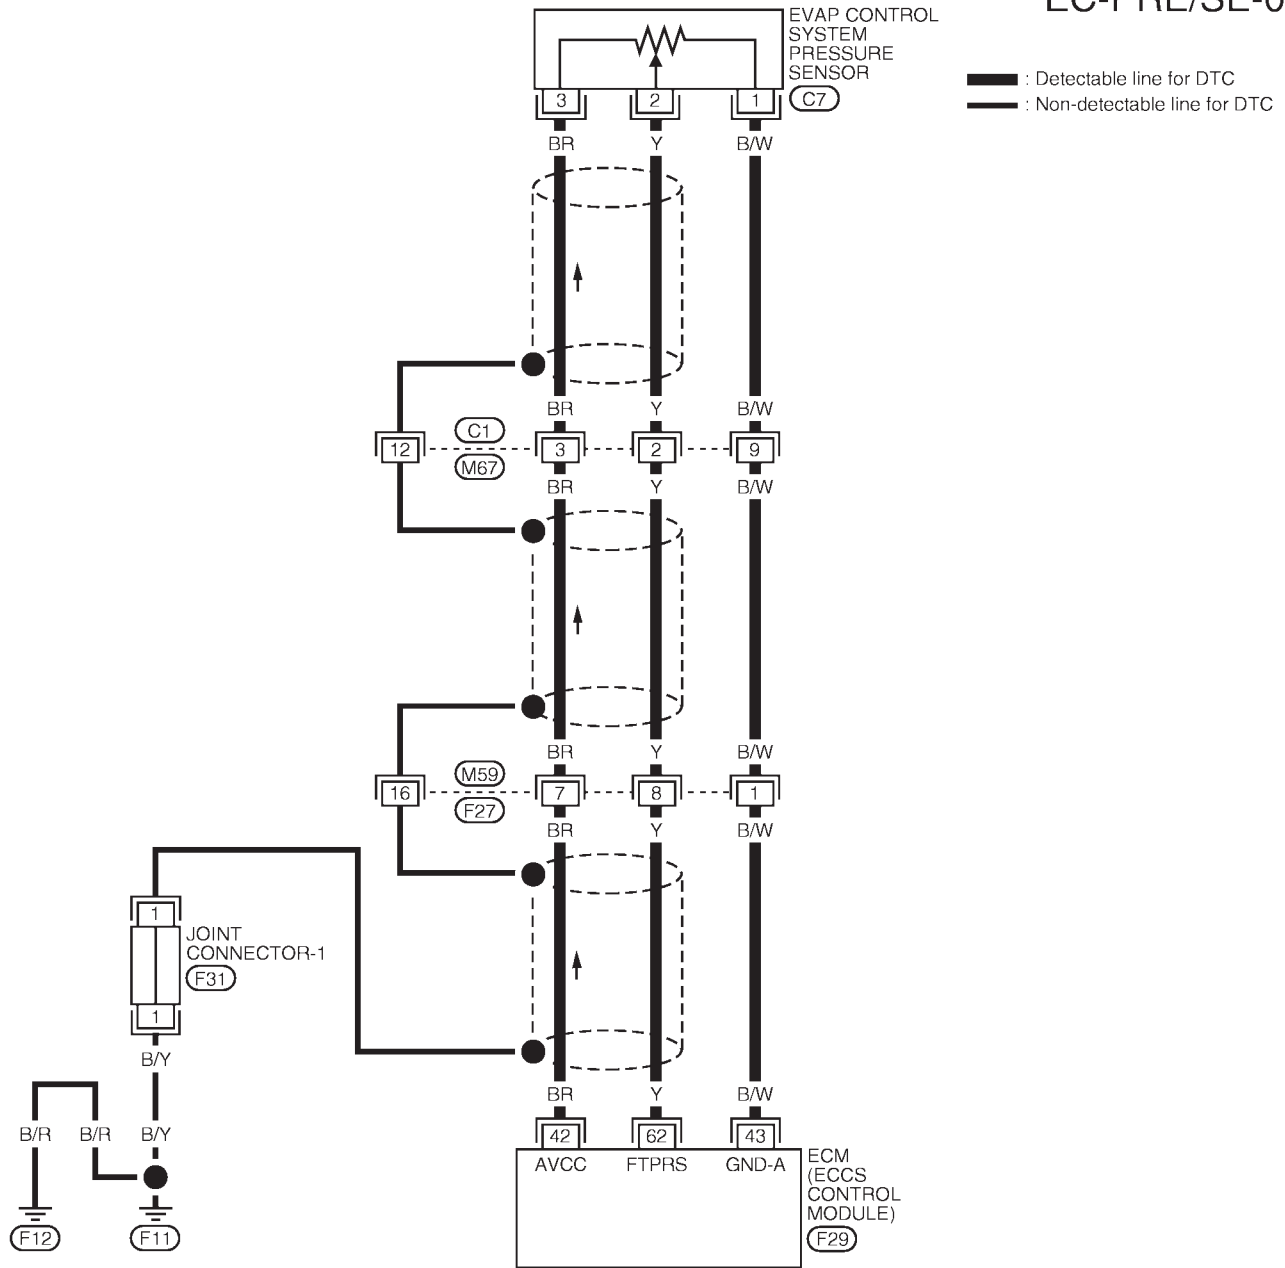 EVAP CONTROL
SYSTEM
PRESSURE
SENSOR
C7
: Detectable line for DTC
: Non-detectable line for DTC
3 2 1
BR Y B/W
BR Y B/W
C1
12 3 2 9
M67
BR Y B/W
BR Y B/W
M59
16 7 8 1
F27
BR Y B/W
1
JOINT
CONNECTOR-1
F31
1
B/Y
BR Y B/W
B/R B/R B/Y
42 62 43
AVCC FTPRS GND-A
ECM
(ECCS
CONTROL
MODULE)
F29
F12 F11